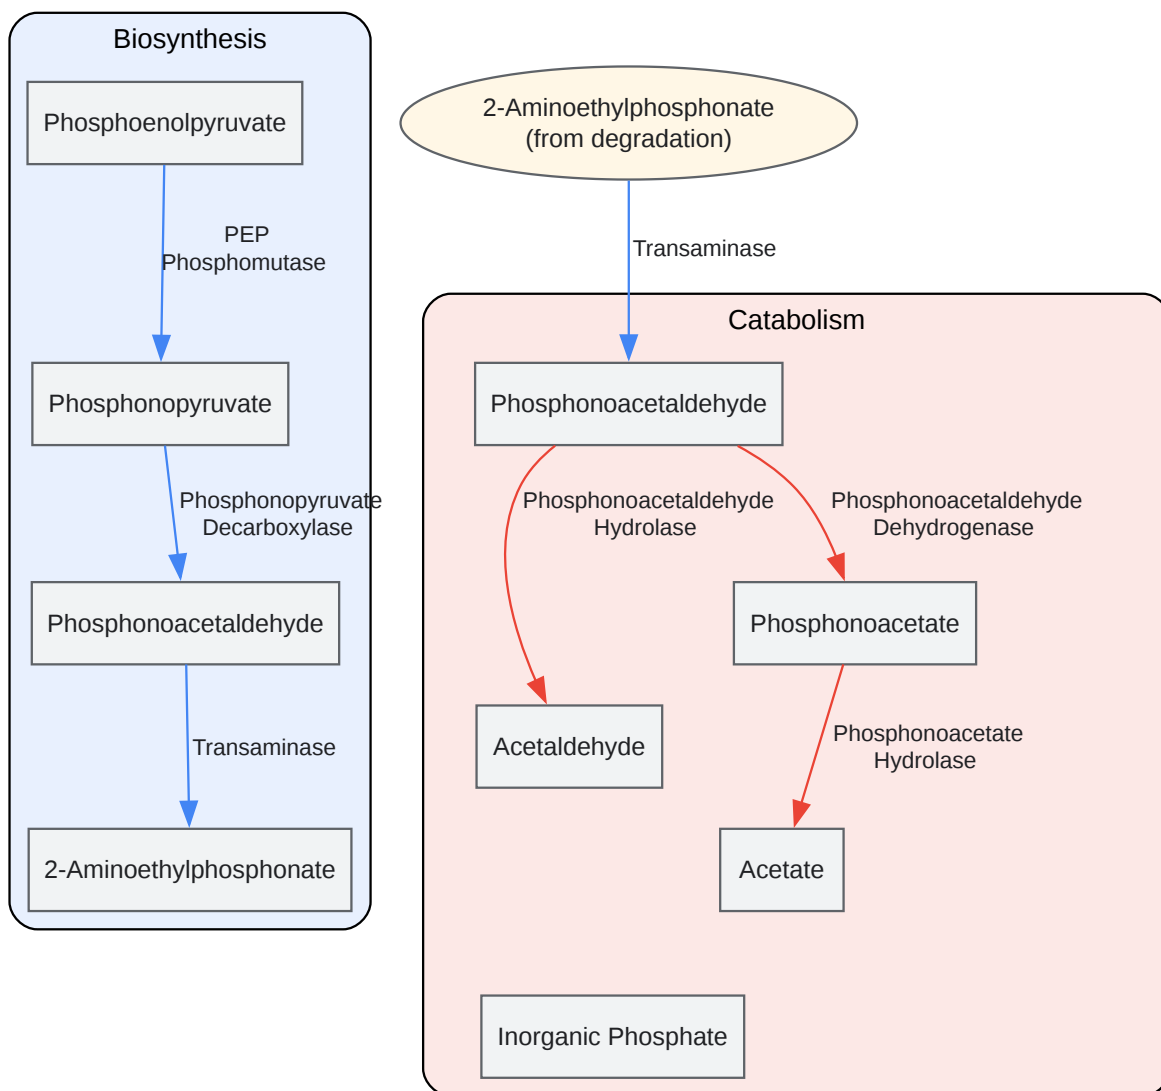 Biosynthesis
Phosphoenolpyruvate
PEP
Phosphomutase
Phosphonopyruvate
Phosphonopyruvate
Decarboxylase
Phosphonoacetaldehyde
Transaminase
2-Aminoethylphosphonate
2-Aminoethylphosphonate
(from degradation)
Transaminase
Catabolism
Phosphonoacetaldehyde
Phosphonoacetaldehyde
Hydrolase
Phosphonoacetaldehyde
Dehydrogenase
Phosphonoacetate
Acetaldehyde
Phosphonoacetate
Hydrolase
Acetate
Inorganic Phosphate